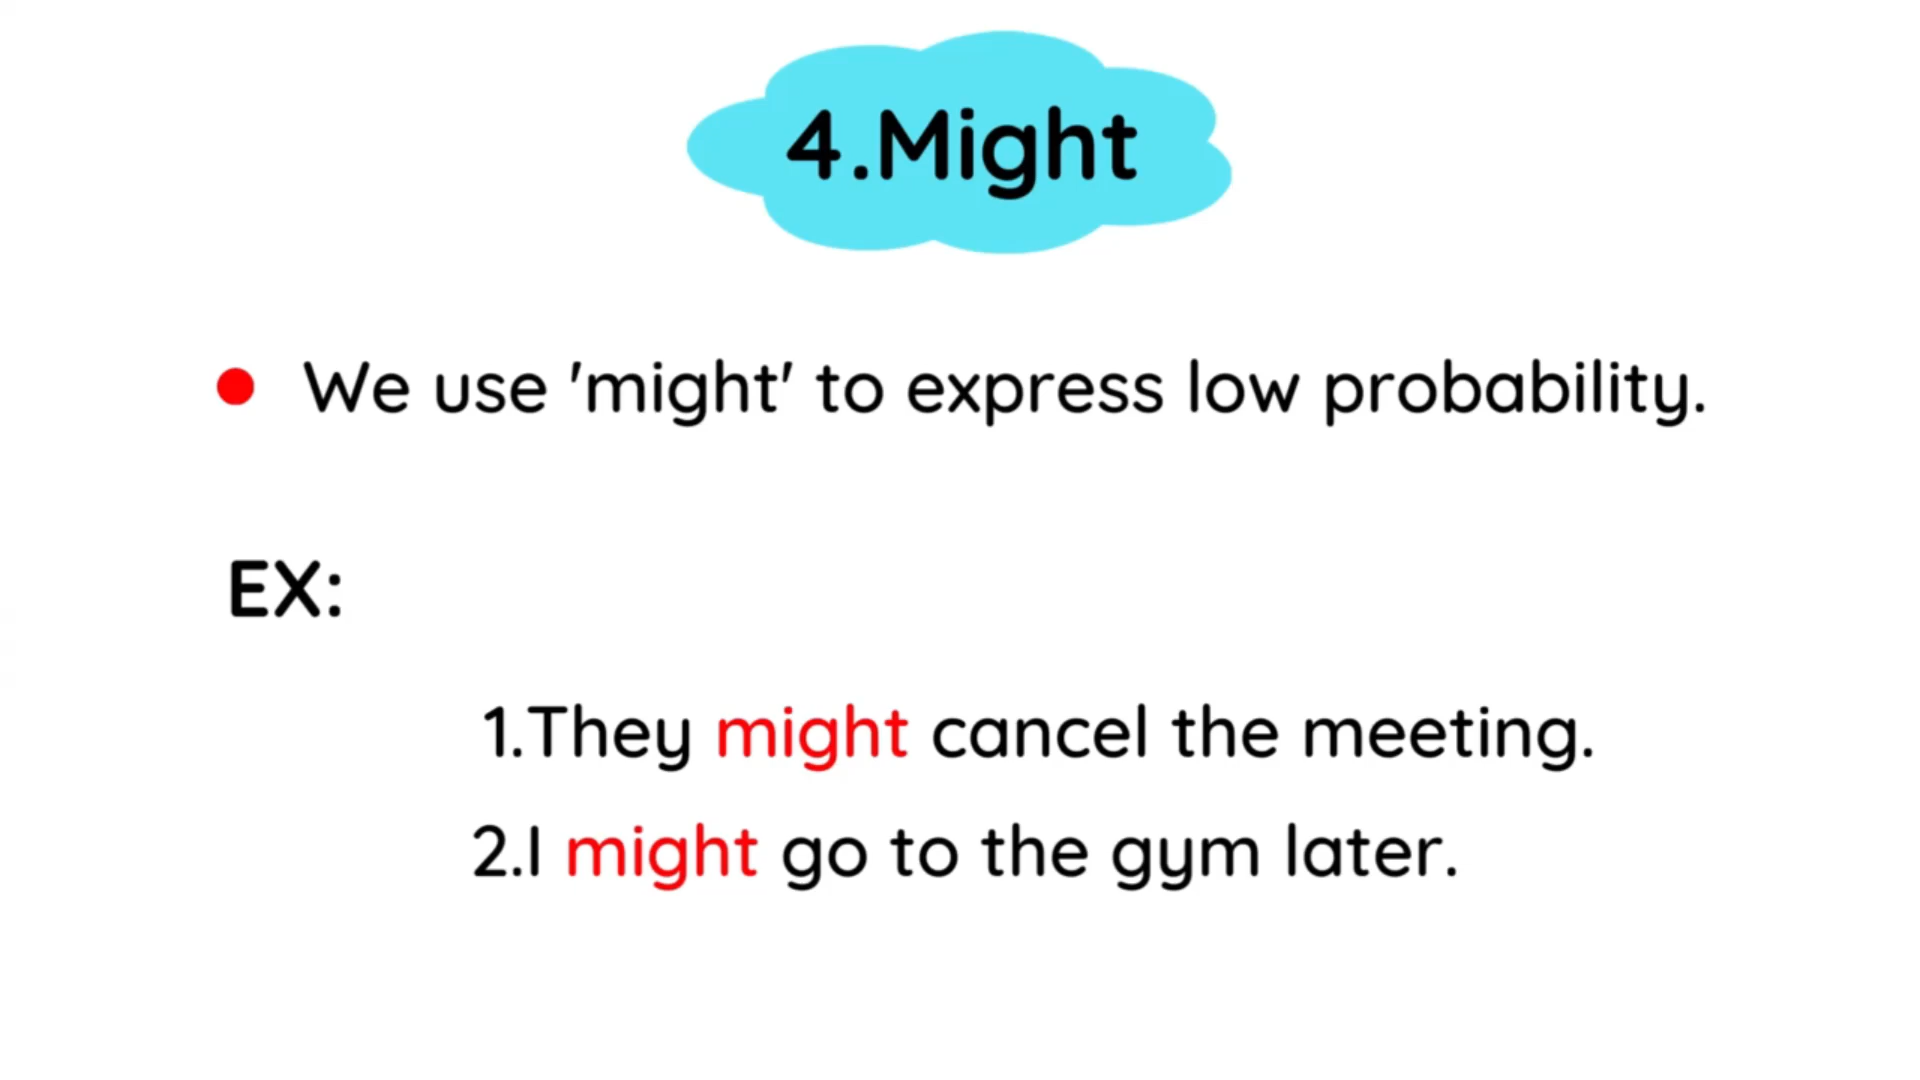 4.Might
We use 'might' to express low probability.
EX:
1.They might cancel the meeting.
2.I might go to the gym later.